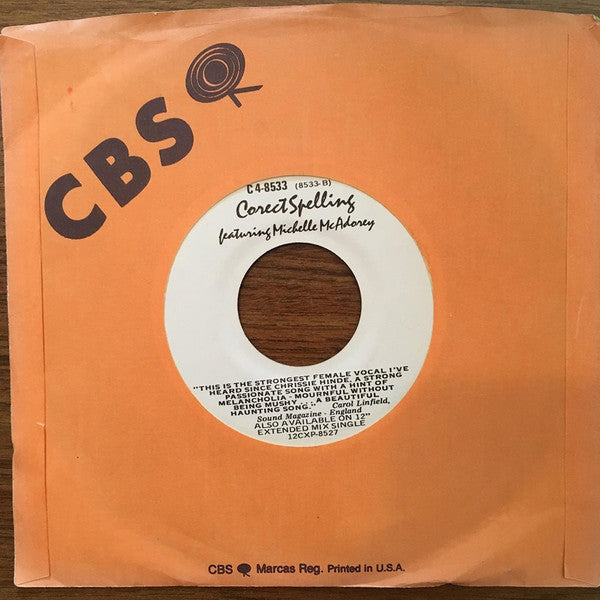 CBS
C4-8533 (8533-B)
Corect Spelling
featuring Michelle McAdorey
"THIS IS THE STRONGEST FEMALE VOCAL I'VE
HEARD SINCE CHRISSIE HINDE, A STRONG
PASSIONATE SONG WITH A HINT OF
MELANCHOLIA - MOURNFUL WITHOUT
BEING MUSHY . . . A BEAUTIFUL
HAUNTING SONG." Carol Linfield,
Sound Magazine - England
ALSO AVAILABLE ON 12"
EXTENDED MIX SINGLE
12CXP-8527
CBS Marcas Reg. Printed in U.S.A.